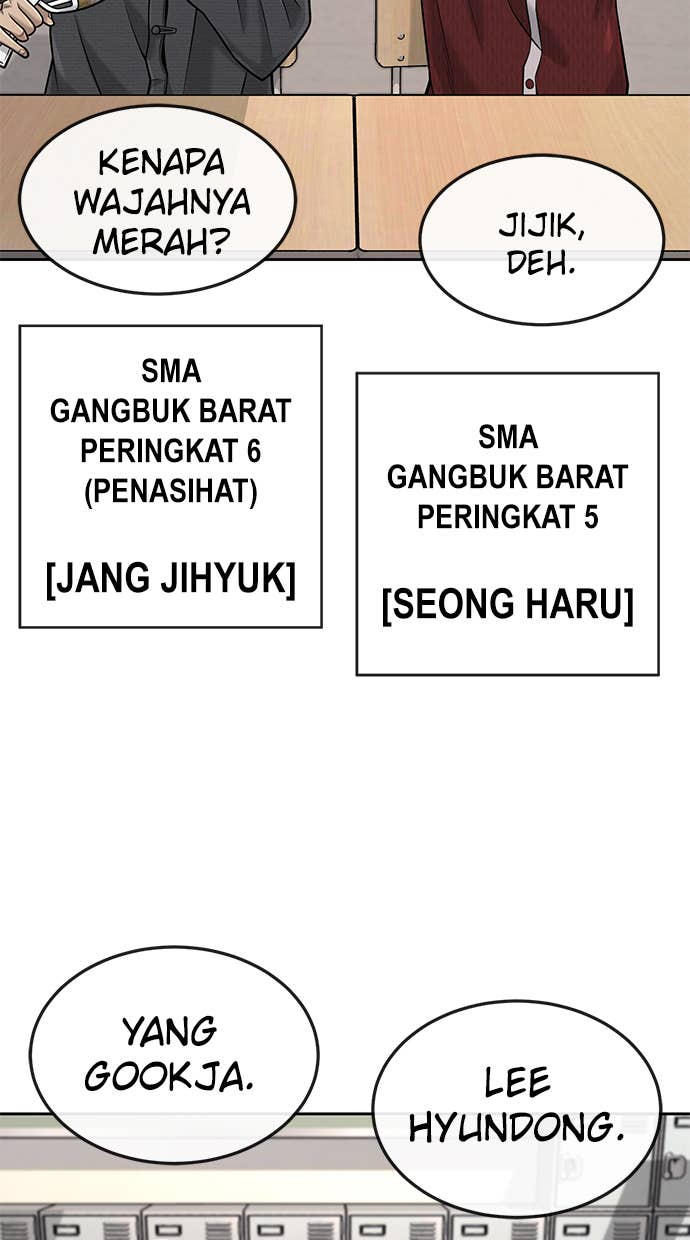 KENAPA
WAJAHNYA
MERAH?
JIJIK,
DEH.
SMA
GANGBUK BARAT
PERINGKAT 6
(PENASIHAT)
[JANG JIHYUK]
SMA
GANGBUK BARAT
PERINGKAT 5
[SEONG HARU]
YANG
GOOKJA.
LEE
HYUNDONG.